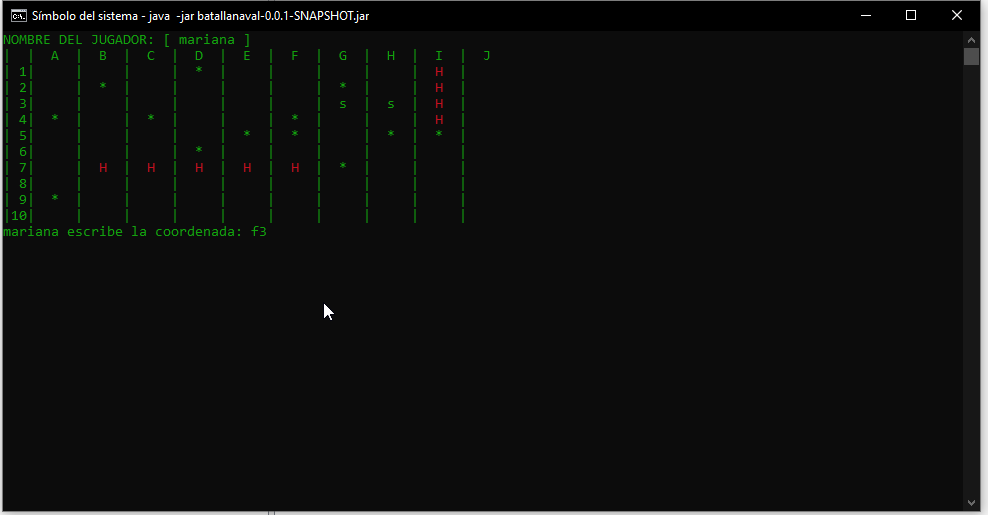 Símbolo del sistema - java  -jar batallanaval-0.0.1-SNAPSHOT.jar
NOMBRE DEL JUGADOR: [ mariana ]
|  |  A  |  B  |  C  |  D  |  E  |  F  |  G  |  H  |  I  |  J
| 1|     |     |     |  *  |     |     |     |     |  H  |
| 2|     |  *  |     |     |     |     |  *  |     |  H  |
| 3|     |     |     |     |     |     |  s  |  s  |  H  |
| 4|  *  |     |  *  |     |     |  *  |     |     |  H  |
| 5|     |     |     |     |  *  |  *  |     |  *  |  *  |
| 6|     |     |     |  *  |     |     |     |     |     |
| 7|     |  H  |  H  |  H  |  H  |  H  |  *  |     |     |
| 8|     |     |     |     |     |     |     |     |     |
| 9|  *  |     |     |     |     |     |     |     |     |
|10|     |     |     |     |     |     |     |     |     |
mariana escribe la coordenada: f3